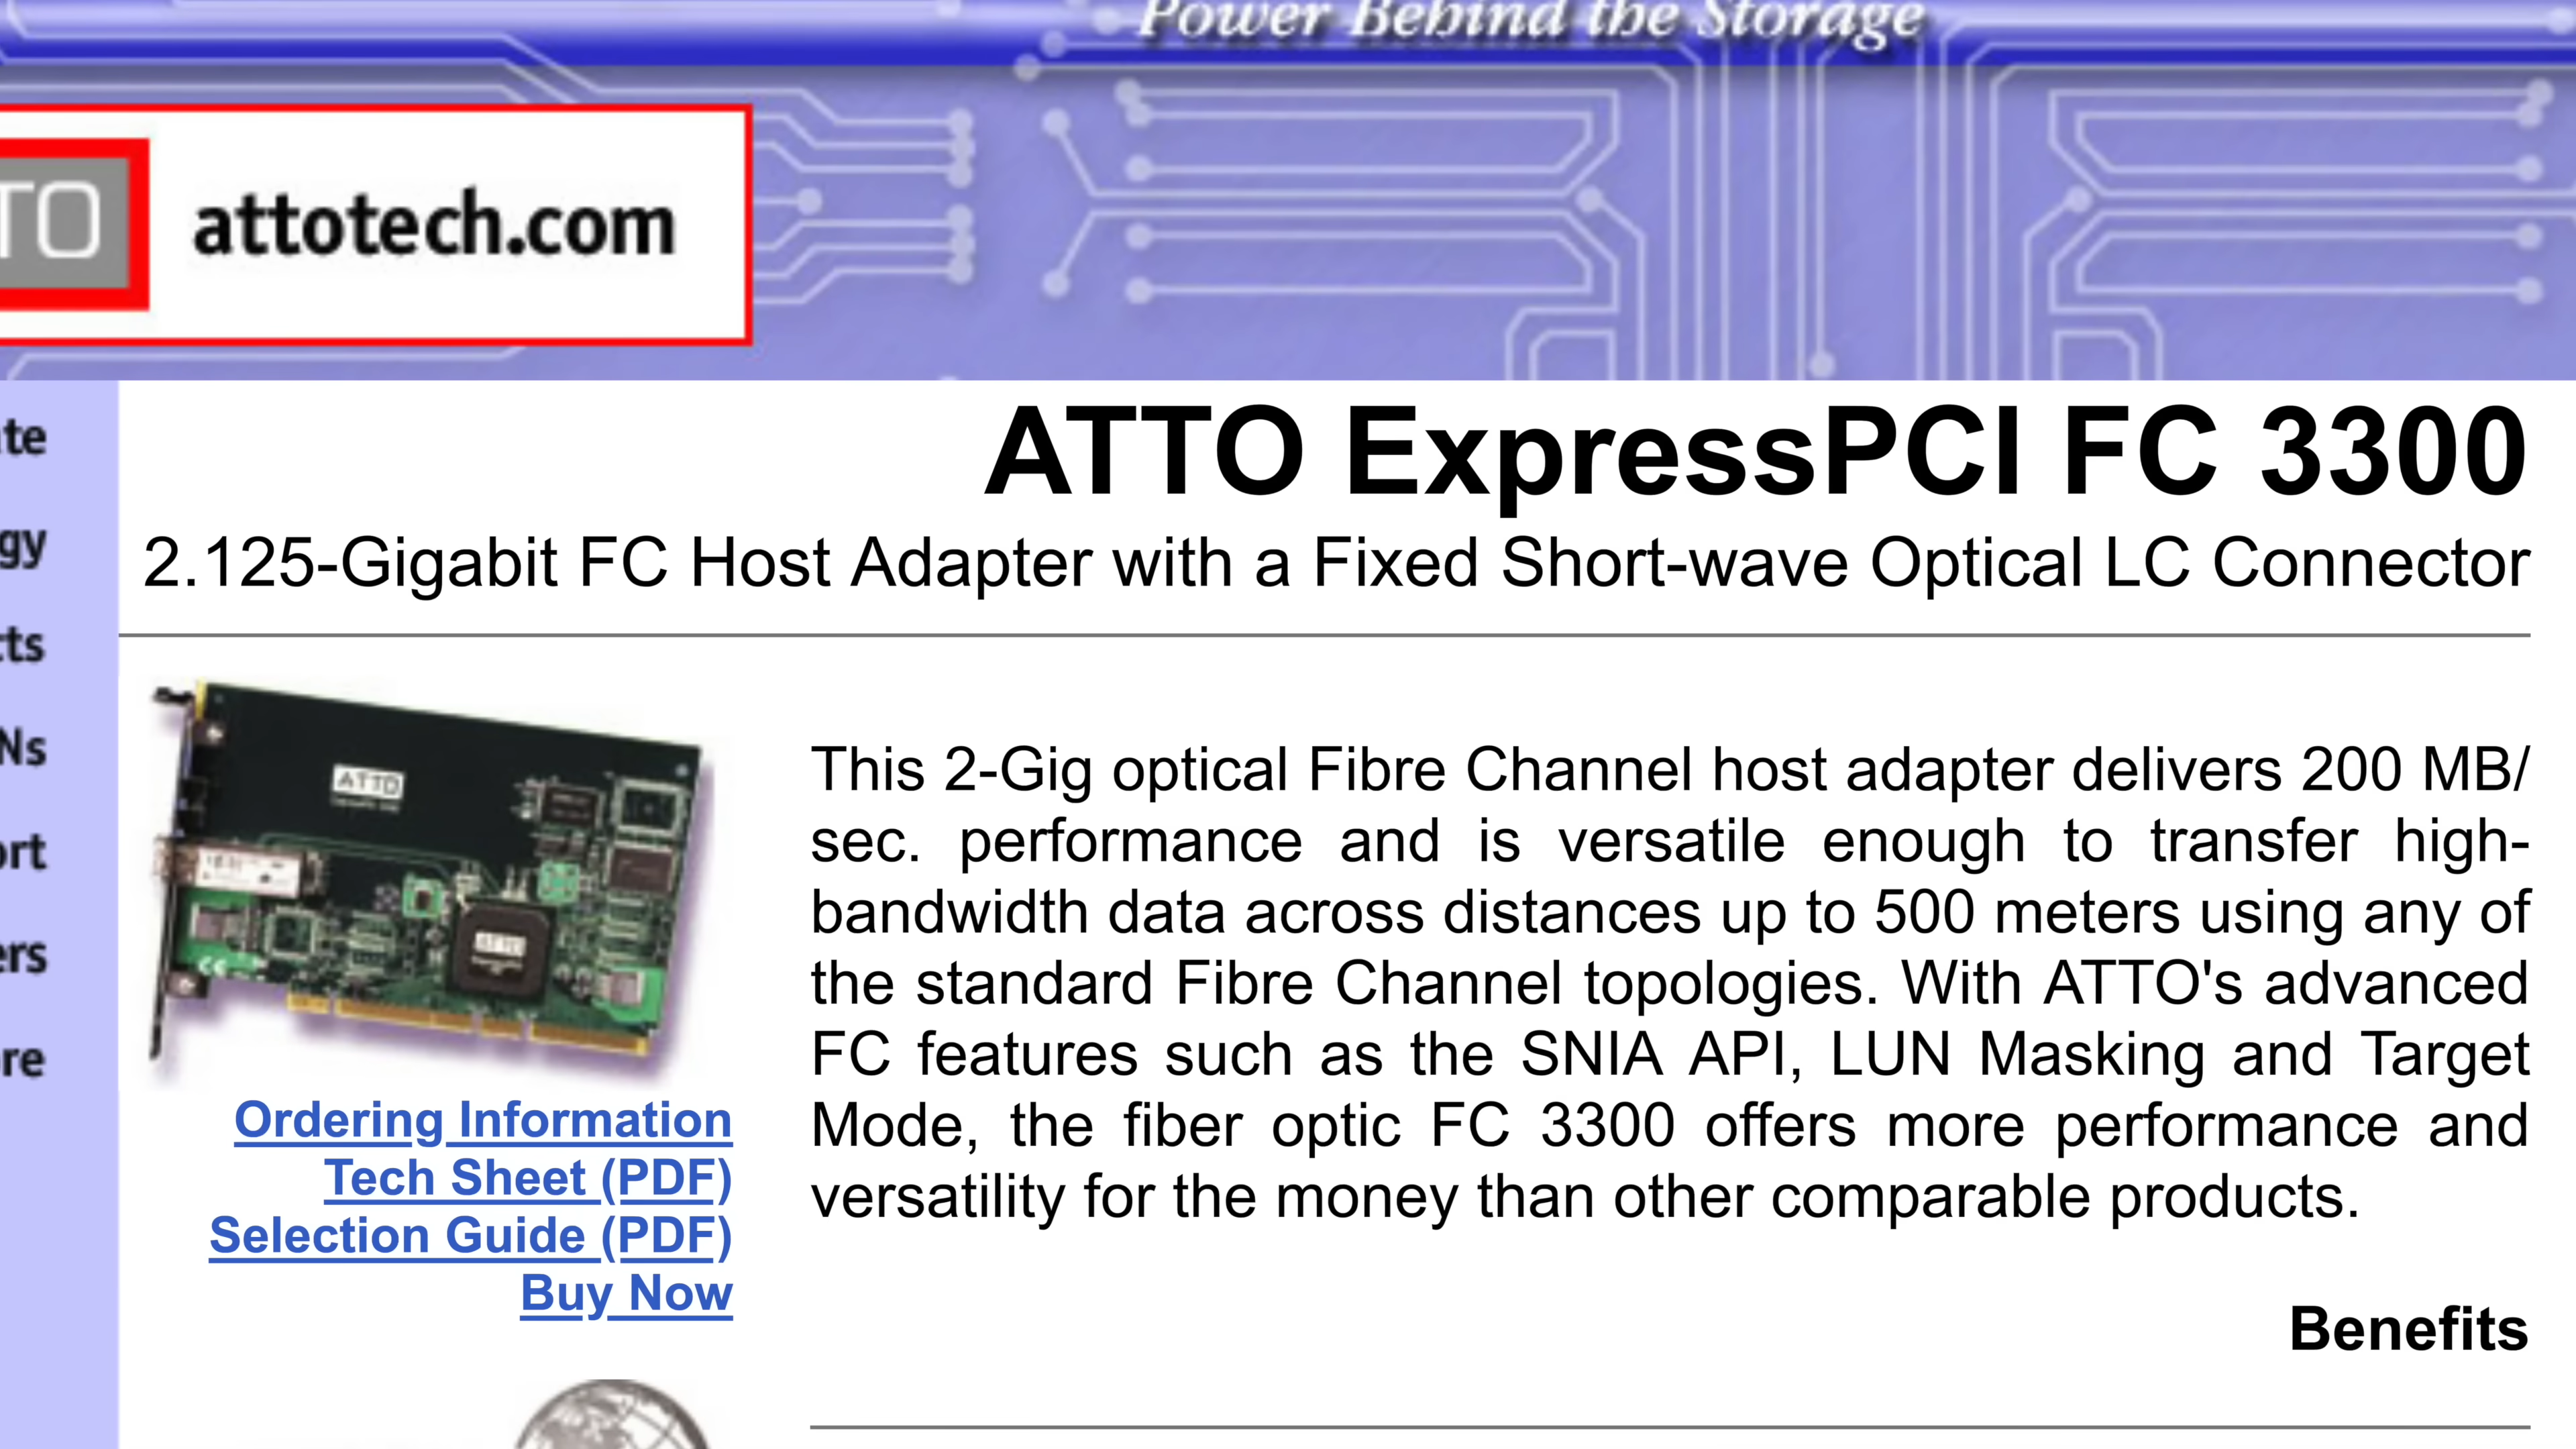 Power Behind the Storage
TO
attotech.com
ATTO ExpressPCI FC 3300
2.125-Gigabit FC Host Adapter with a Fixed Short-wave Optical LC Connector
te
gy
ts
Ns
ort
ers
re
ATTO
This 2-Gig optical Fibre Channel host adapter delivers 200 MB/
sec. performance and is versatile enough to transfer high-
bandwidth data across distances up to 500 meters using any of
the standard Fibre Channel topologies. With ATTO's advanced
FC features such as the SNIA API, LUN Masking and Target
Mode, the fiber optic FC 3300 offers more performance and
versatility for the money than other comparable products.
Ordering Information
Tech Sheet (PDF)
Selection Guide (PDF)
Buy Now
Benefits